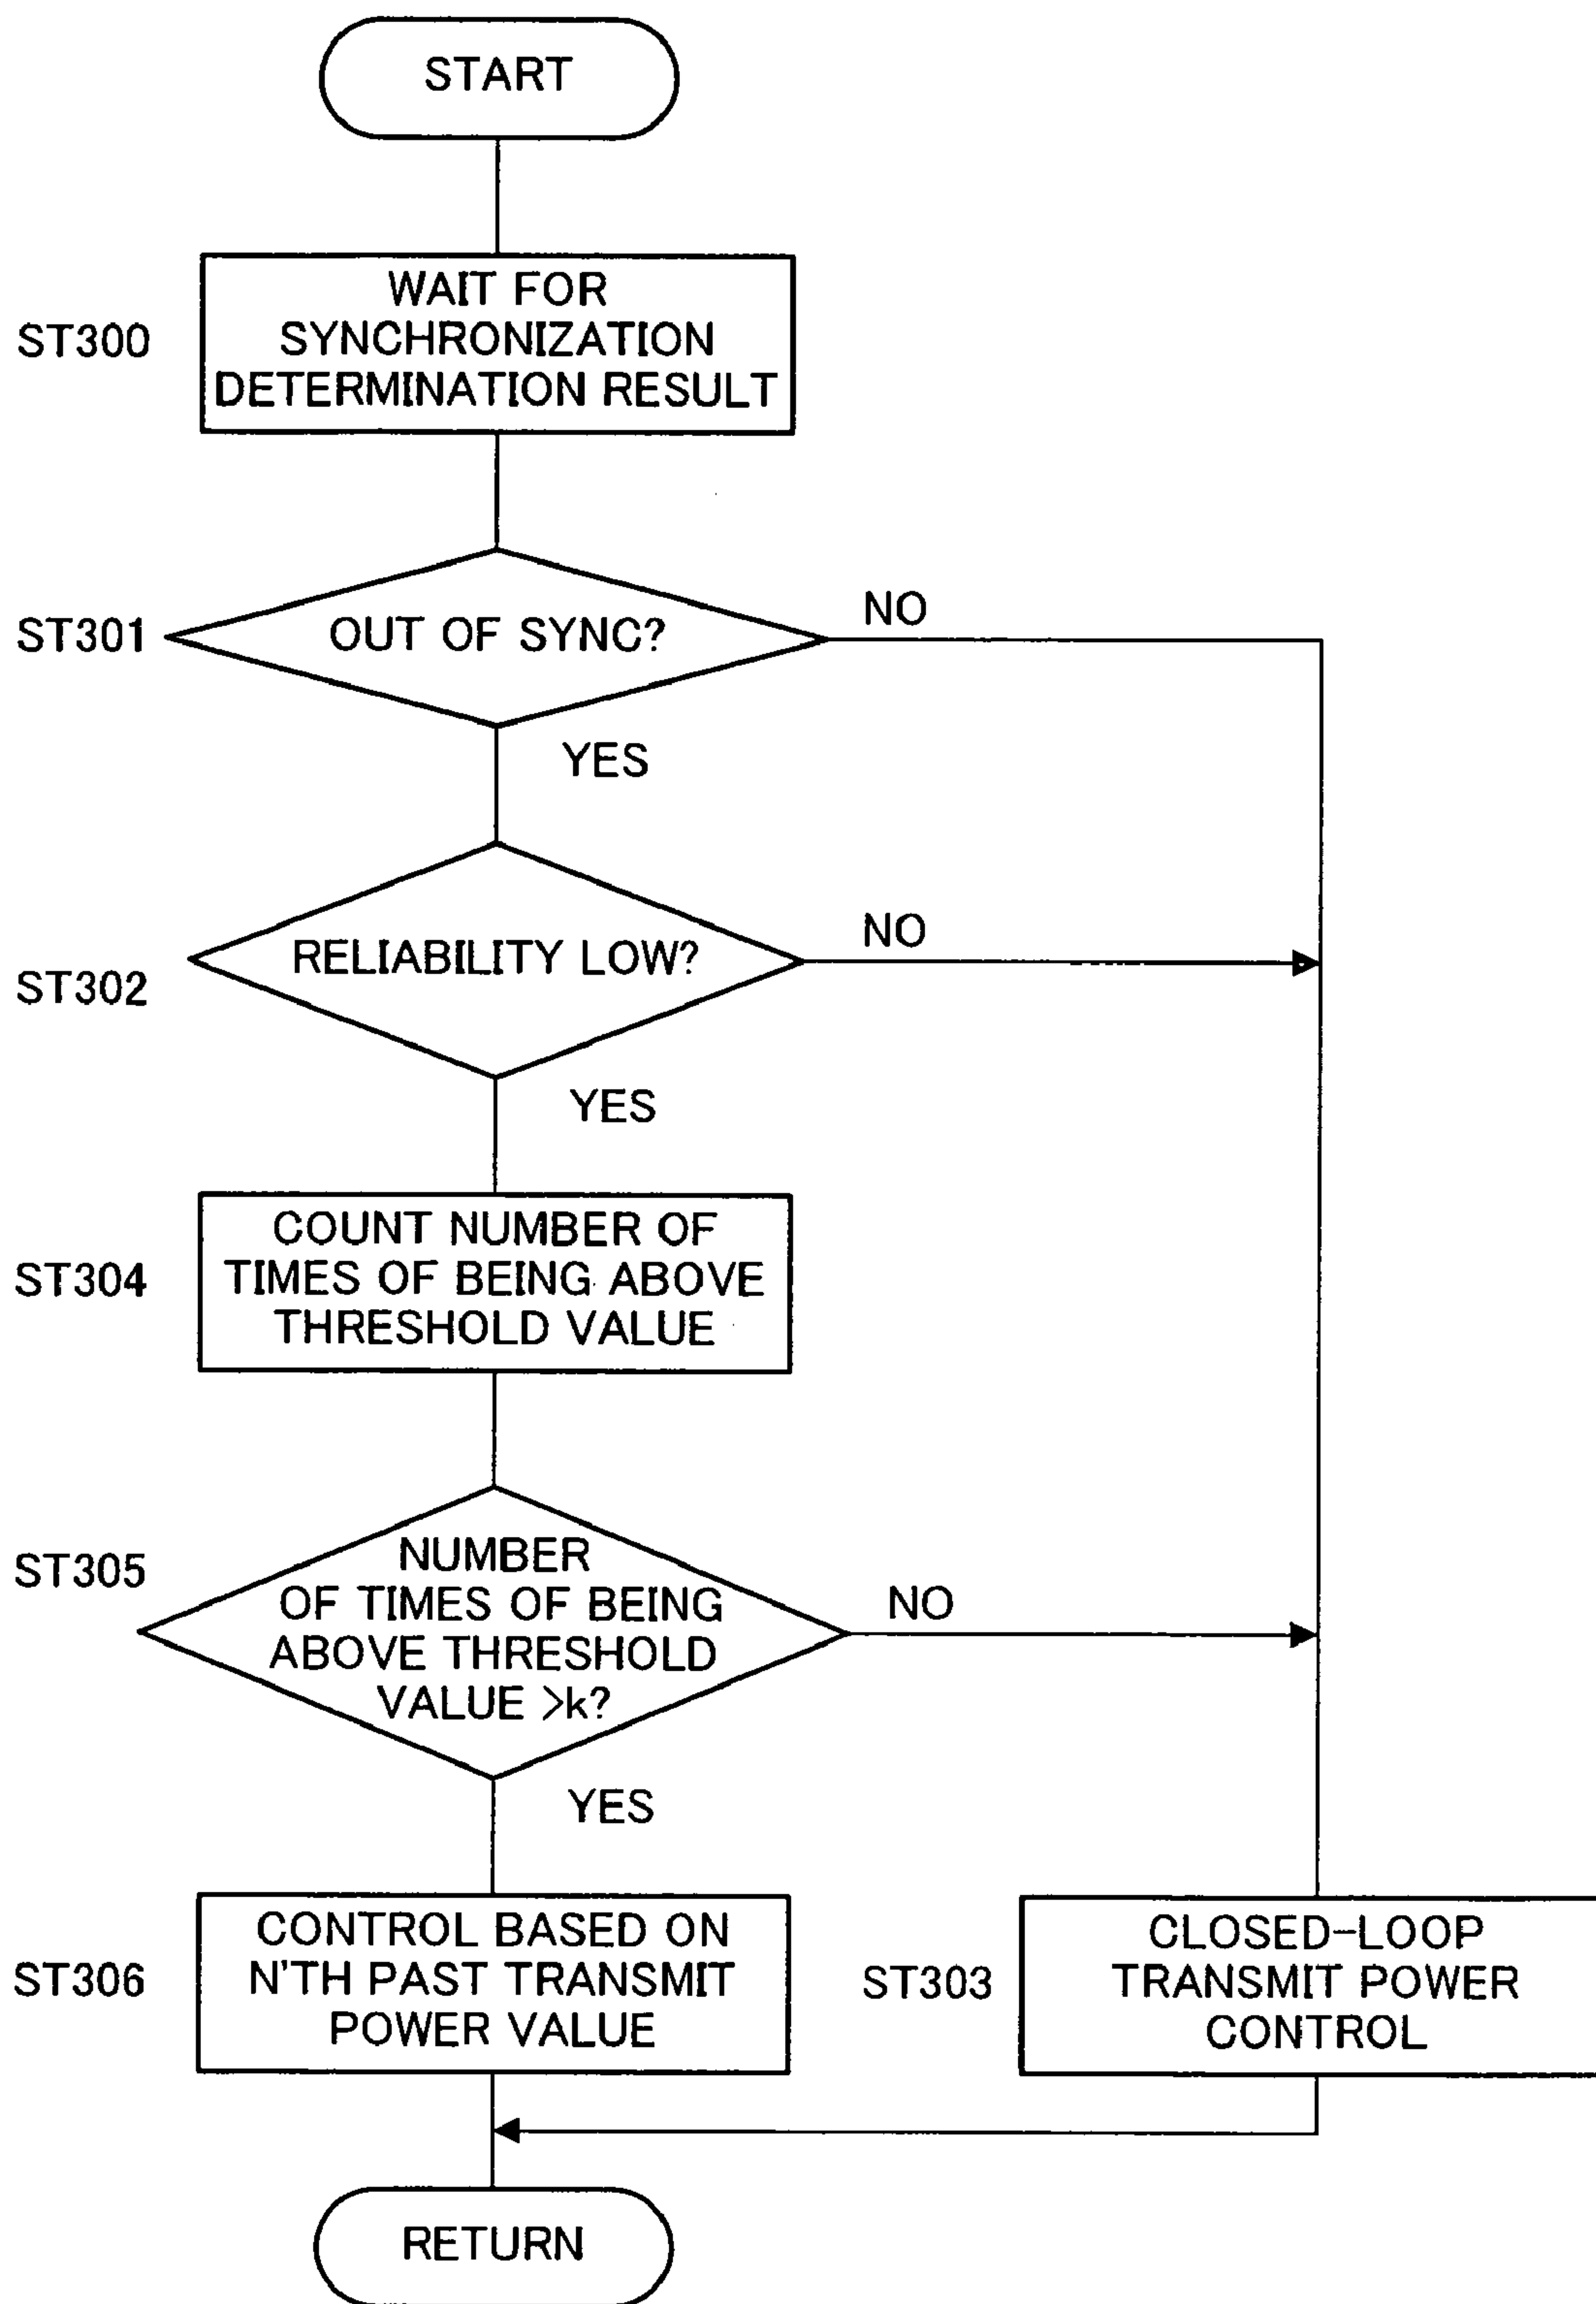 START
WAIT FOR
SYNCHRONIZATION
DETERMINATION RESULT
ST300
OUT OF SYNC?
ST301
NO
YES
RELIABILITY LOW?
ST302
NO
YES
COUNT NUMBER OF
TIMES OF BEING ABOVE
THRESHOLD VALUE
ST304
NUMBER
OF TIMES OF BEING
ABOVE THRESHOLD
VALUE >k?
ST305
NO
YES
CONTROL BASED ON
N'TH PAST TRANSMIT
POWER VALUE
ST306
CLOSED-LOOP
TRANSMIT POWER
CONTROL
ST303
RETURN